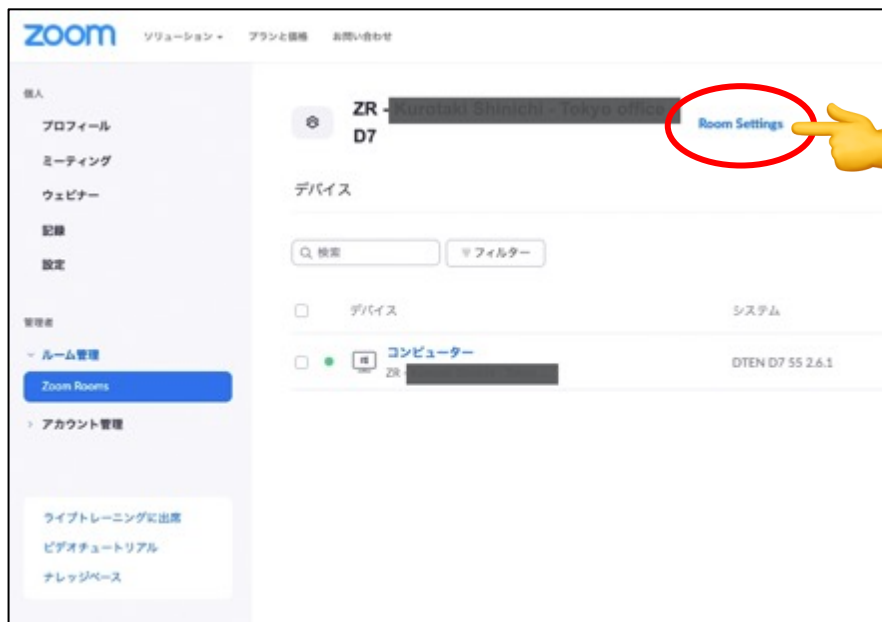 zoom
ソリューション
プランと価格
お問い合わせ
個人
プロフィール
ミーティング
ウェビナー
記録
設定
管理者
ルーム管理
Zoom Rooms
アカウント管理
ライブトレーニングに出席
ビデオチュートリアル
ナレッジベース
ZR -
D7
Room Settings
デバイス
検索
フィルター
デバイス
システム
コンピューター
ZR -
DTEN D7 55 2.6.1